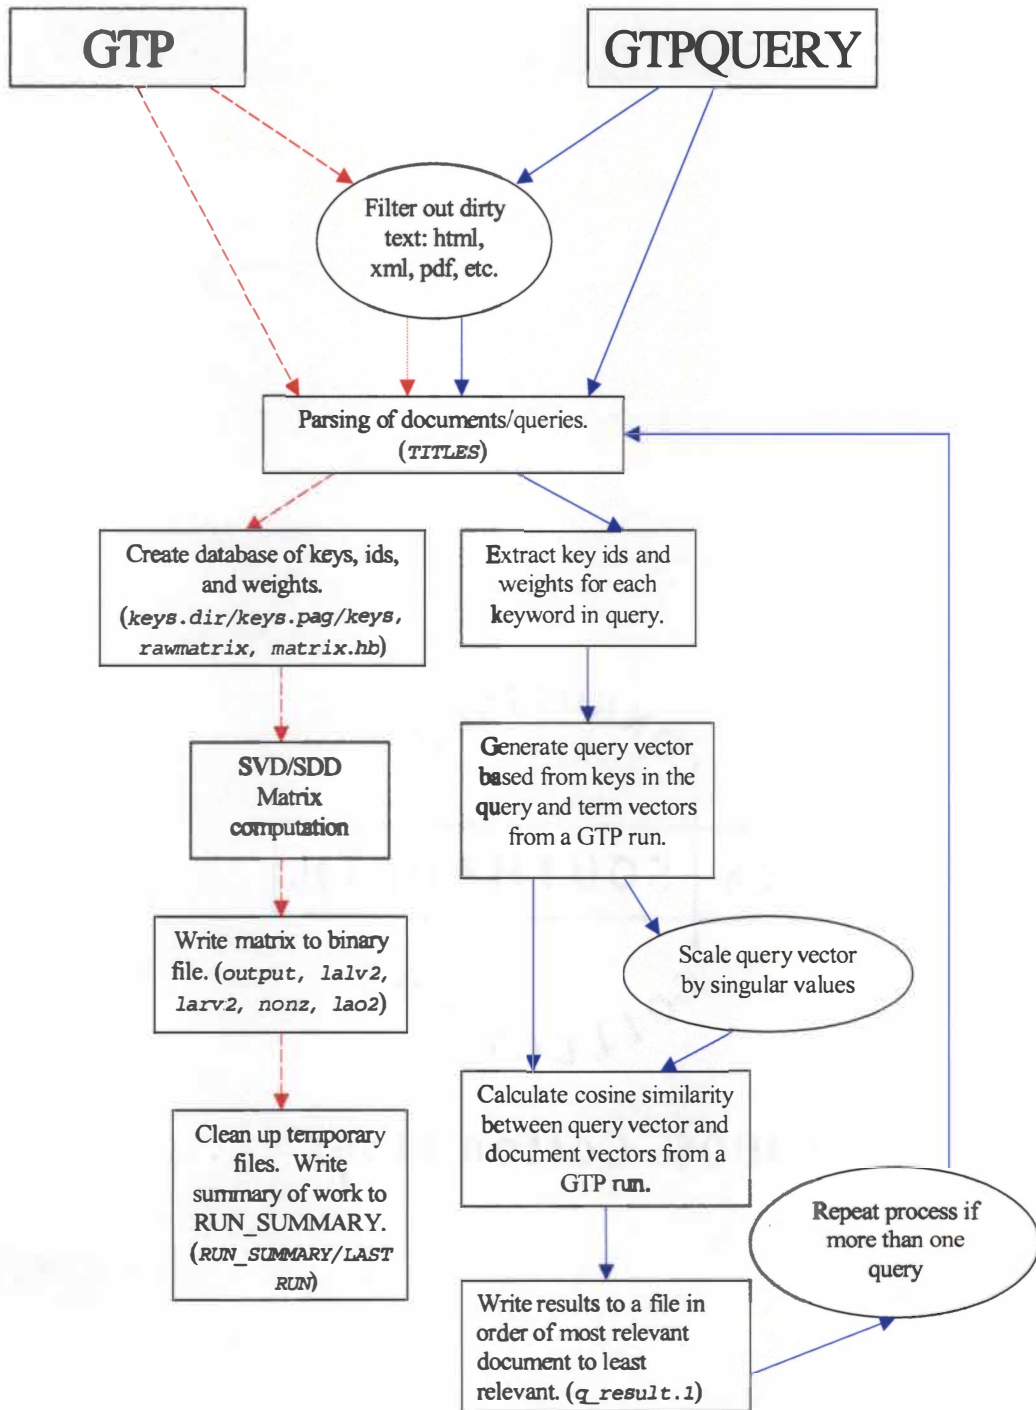 GTP
GTPQUERY
Filter out dirty
text: html,
xml, pdf, etc.
Parsing of documents/queries.
(TITLES)
Create database of keys, ids,
and weights.
(keys.dir/keys.pag/keys,
rawmatrix, matrix.hb)
Extract key ids and
weights for each
keyword in query.
SVD/SDD
Matrix
computation
Generate query vector
based from keys in the
query and term vectors
from a GTP run.
Write matrix to binary
file. (output, lalv2,
larv2, nonz, lao2)
Scale query vector
by singular values
Calculate cosine similarity
between query vector and
document vectors from a
GTP run.
Clean up temporary
files. Write
summary of work to
RUN_SUMMARY.
(RUN_SUMMARY/LAST
RUN)
Repeat process if
more than one
query
Write results to a file in
order of most relevant
document to least
relevant. (q_result.1)